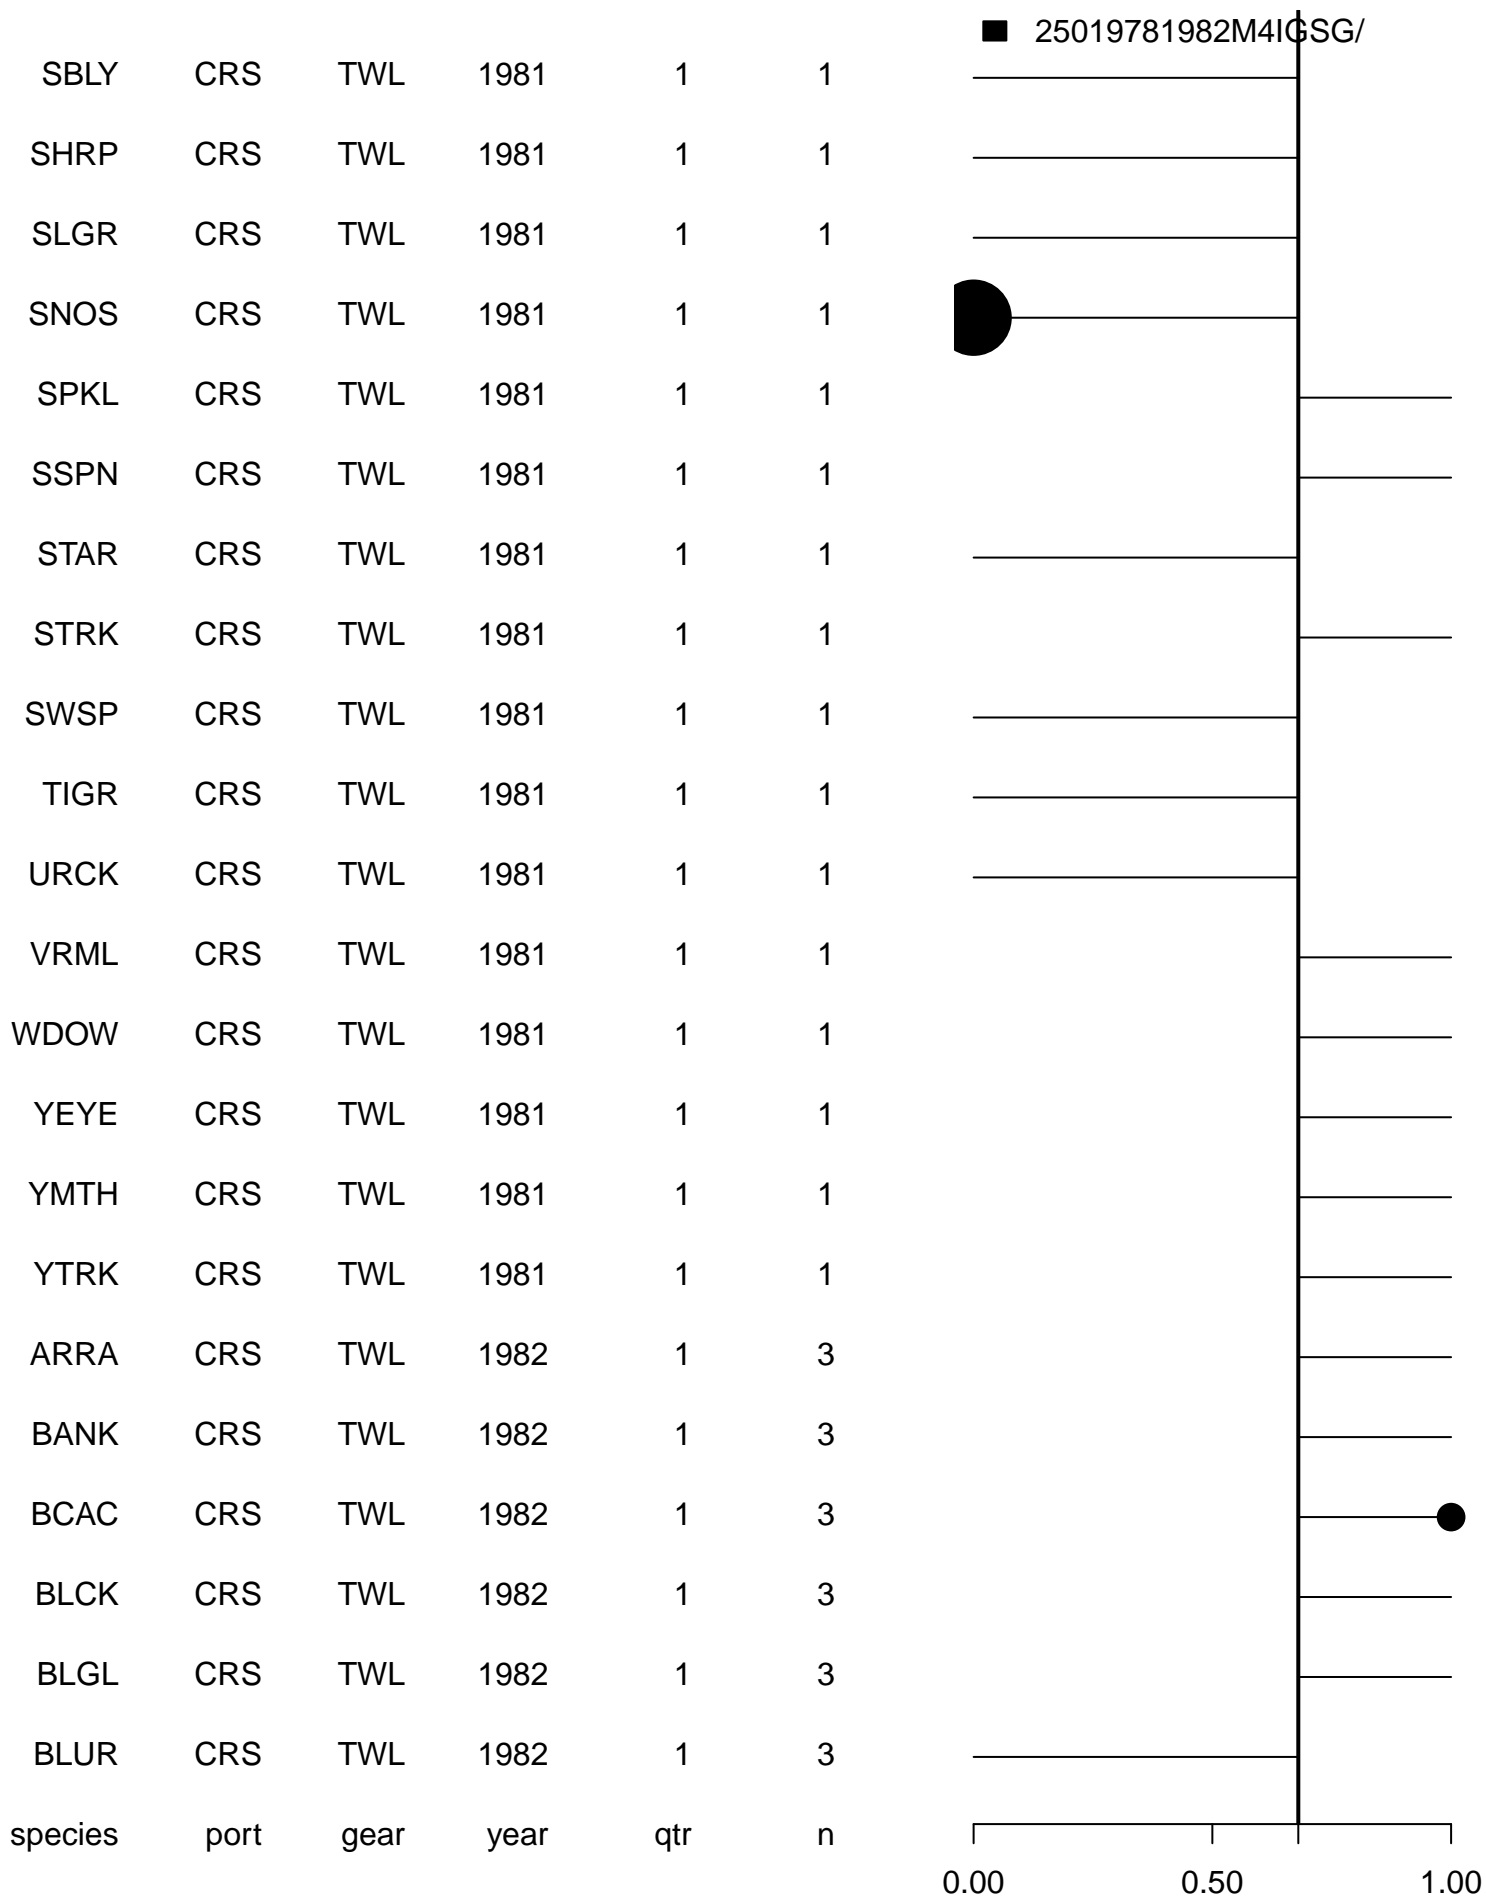 25019781982M4IGSG/
SBLY CRS TWL 1981 1 1
SHRP CRS TWL 1981 1 1
SLGR CRS TWL 1981 1 1
SNOS CRS TWL 1981 1 1
SPKL CRS TWL 1981 1 1
SSPN CRS TWL 1981 1 1
STAR CRS TWL 1981 1 1
STRK CRS TWL 1981 1 1
SWSP CRS TWL 1981 1 1
TIGR CRS TWL 1981 1 1
URCK CRS TWL 1981 1 1
VRML CRS TWL 1981 1 1
WDOW CRS TWL 1981 1 1
YEYE CRS TWL 1981 1 1
YMTH CRS TWL 1981 1 1
YTRK CRS TWL 1981 1 1
ARRA CRS TWL 1982 1 3
BANK CRS TWL 1982 1 3
BCAC CRS TWL 1982 1 3
BLCK CRS TWL 1982 1 3
BLGL CRS TWL 1982 1 3
BLUR CRS TWL 1982 1 3
species port gear year qtr n
0.00 0.50 1.00